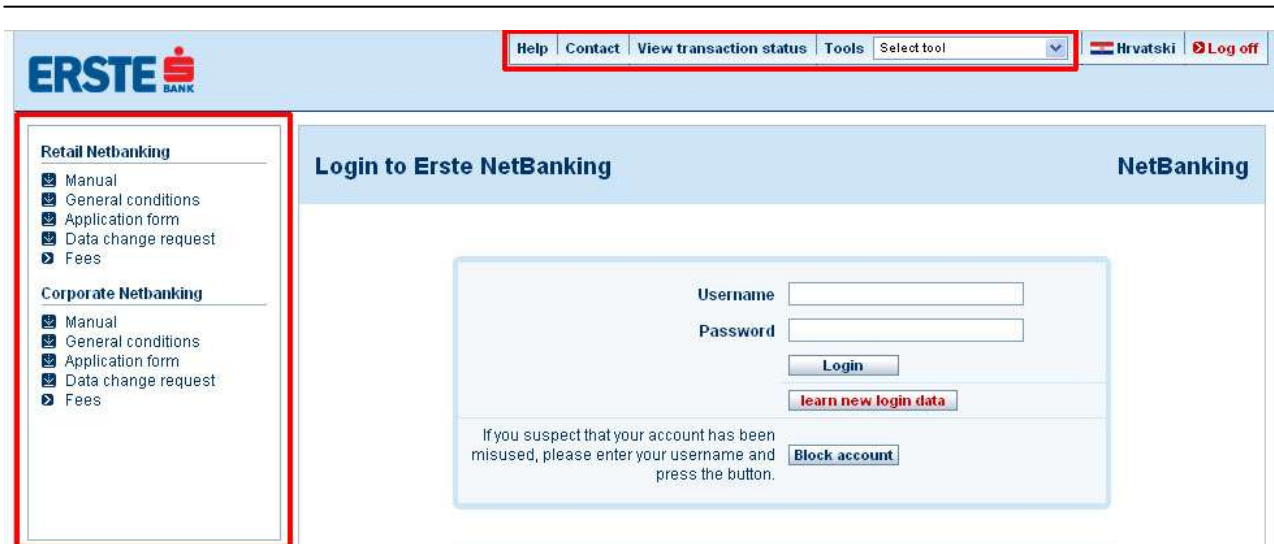 Help Contact View transaction status Tools Select tool Hrvatski Log off
ERSTE
BANK
Retail Netbanking
Manual
General conditions
Application form
Data change request
Fees
Corporate Netbanking
Manual
General conditions
Application form
Data change request
Fees
Login to Erste NetBanking NetBanking
Username
Password
Login
learn new login data
If you suspect that your account has been
misused, please enter your username and
press the button.
Block account